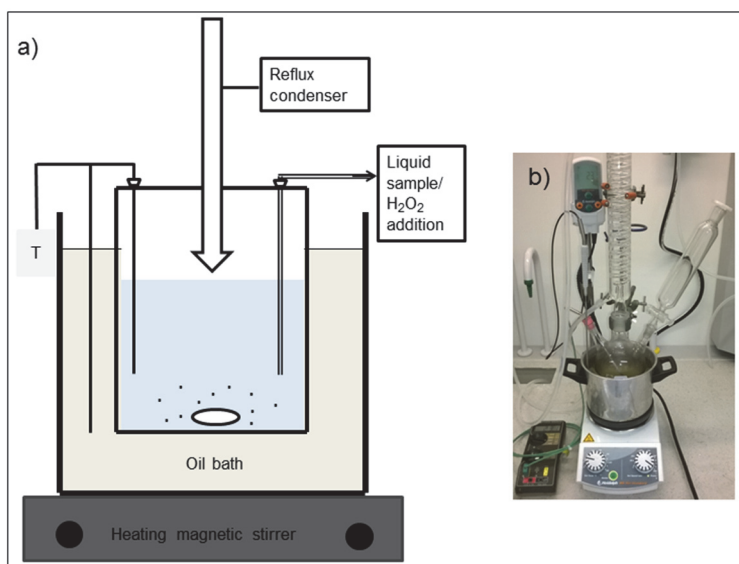 a)
Reflux
condenser
Liquid
sample/
H₂O₂
addition
T
Oil bath
Heating magnetic stirrer
b)